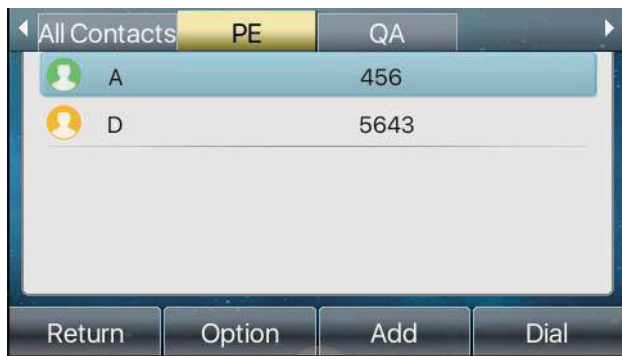 All Contacts PE QA
A 456
D 5643
Return Option Add Dial